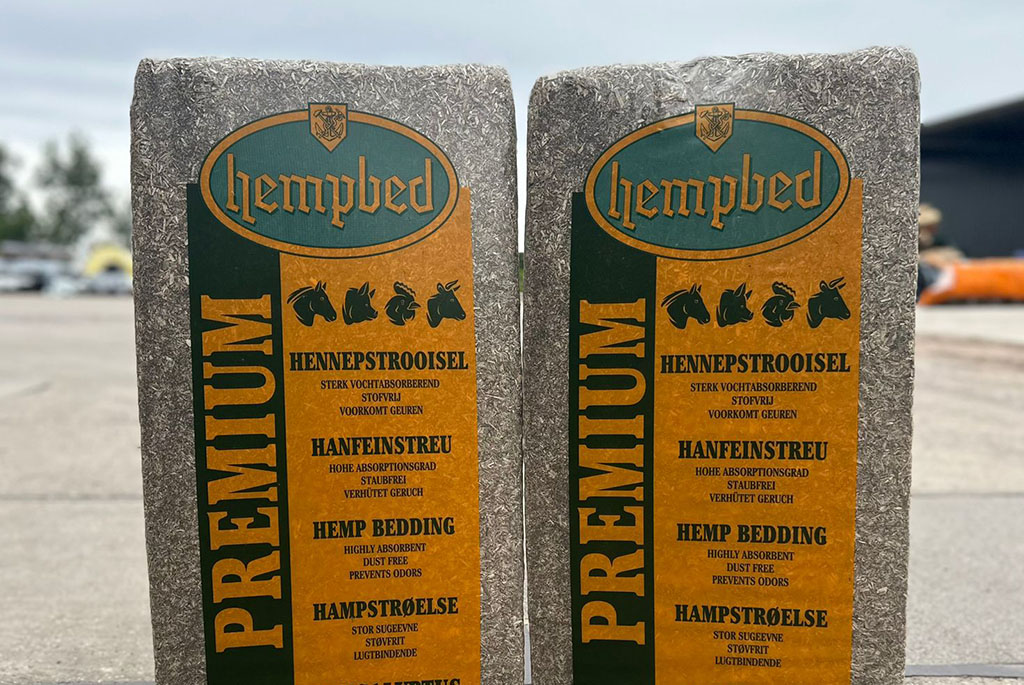 hempbed
PREMIUM
HENNEPSTROOISEL
STERK VOCHTABSORBEREND
STOFVRIJ
VOORKOMT GEUREN
HANFEINSTREU
HOHE ABSORPTIONSGRAD
STAUBFREI
VERHÜTET GERUCH
HEMP BEDDING
HIGHLY ABSORBENT
DUST FREE
PREVENTS ODORS
HAMPSTRØELSE
STOR SUGEEVNE
STØVFRIT
LUGTBINDENDE
hempbed
PREMIUM
HENNEPSTROOISEL
STERK VOCHTABSORBEREND
STOFVRIJ
VOORKOMT GEUREN
HANFEINSTREU
HOHE ABSORPTIONSGRAD
STAUBFREI
VERHÜTET GERUCH
HEMP BEDDING
HIGHLY ABSORBENT
DUST FREE
PREVENTS ODORS
HAMPSTRØELSE
STOR SUGEEVNE
STØVFRIT
LUGTBINDENDE